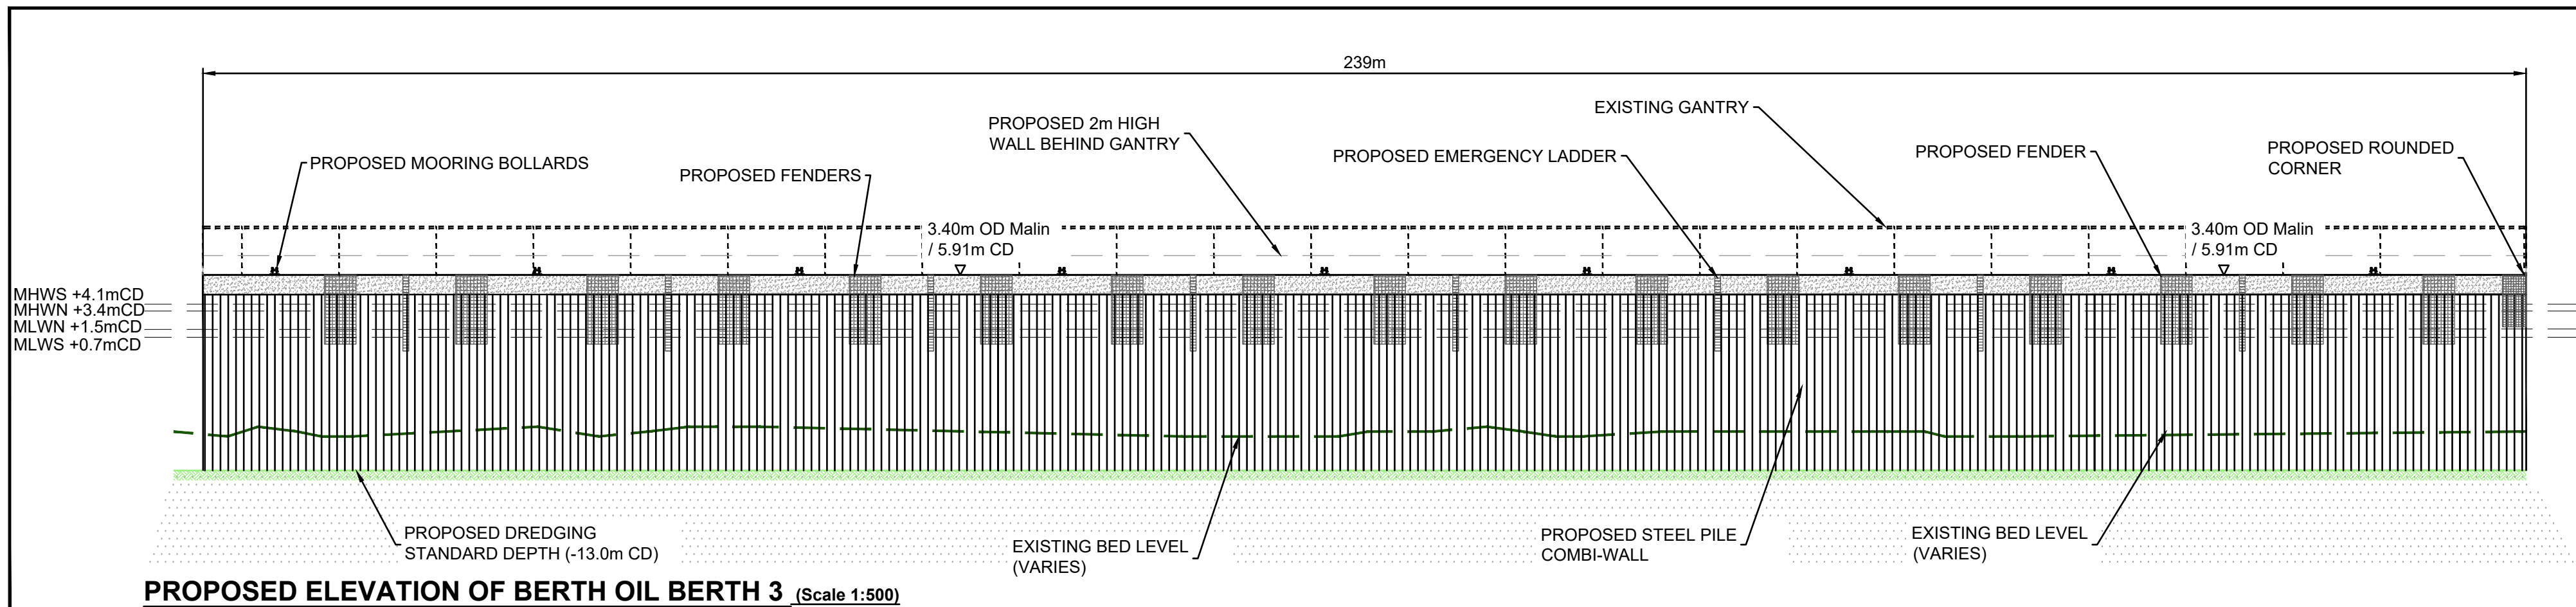 239m
EXISTING GANTRY
PROPOSED 2m HIGH
WALL BEHIND GANTRY
PROPOSED MOORING BOLLARDS
PROPOSED FENDERS
PROPOSED EMERGENCY LADDER
PROPOSED FENDER
PROPOSED ROUNDED
CORNER
3.40m OD Malin
/ 5.91m CD
3.40m OD Malin
/ 5.91m CD
MHWS +4.1mCD
MHWN +3.4mCD
MLWN +1.5mCD
MLWS +0.7mCD
PROPOSED DREDGING
STANDARD DEPTH (-13.0m CD)
EXISTING BED LEVEL
(VARIES)
PROPOSED STEEL PILE
COMBI-WALL
EXISTING BED LEVEL
(VARIES)
PROPOSED ELEVATION OF BERTH OIL BERTH 3 (Scale 1:500)